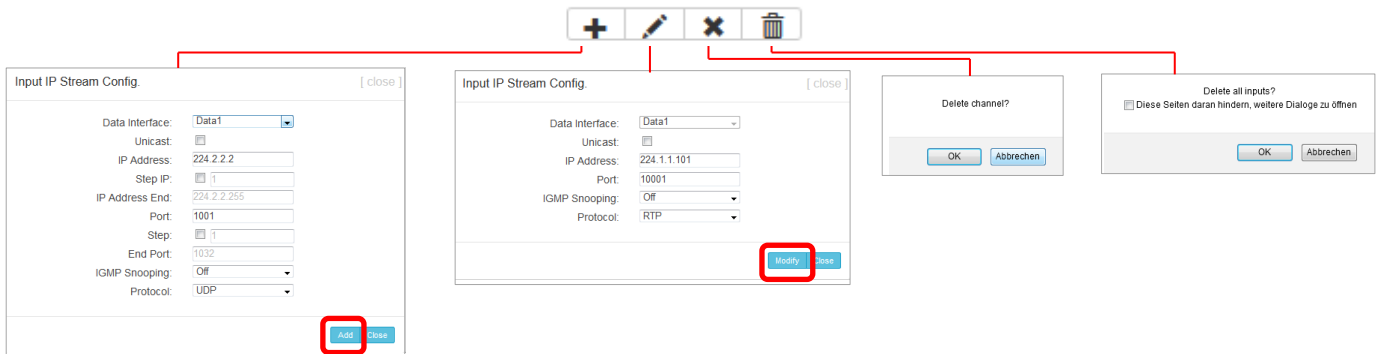 Input IP Stream Config. [ close ]
Data Interface: Data1
Unicast:
IP Address: 224.2.2.2
Step IP: 1
IP Address End: 224.2.2.255
Port: 1001
Step: 1
End Port: 1032
IGMP Snooping: Off
Protocol: UDP
Add Close
Input IP Stream Config. [ close ]
Data Interface: Data1
Unicast:
IP Address: 224.1.1.101
Port: 10001
IGMP Snooping: Off
Protocol: RTP
Modify Close
Delete channel?
OK Abbrechen
Delete all inputs?
Diese Seiten daran hindern, weitere Dialoge zu öffnen
OK Abbrechen